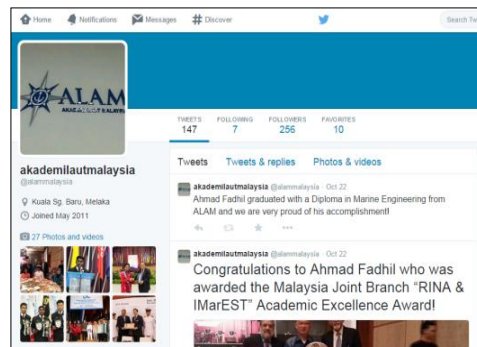 Home Notifications Messages # Discover Search Tw
ALAM
TWEETS FOLLOWING FOLLOWERS FAVORITES
147 7 256 10
akademilautmalaysia
@alammalaysia
Kuala Sg. Baru, Melaka
Joined May 2011
27 Photos and videos
Tweets Tweets & replies Photos & videos
akademilautmalaysia @alammalaysia · Oct 22
Ahmad Fadhil graduated with a Diploma in Marine Engineering from
ALAM and we are very proud of his accomplishment!
akademilautmalaysia @alammalaysia · Oct 22
Congratulations to Ahmad Fadhil who was
awarded the Malaysia Joint Branch "RINA &
IMarEST" Academic Excellence Award!